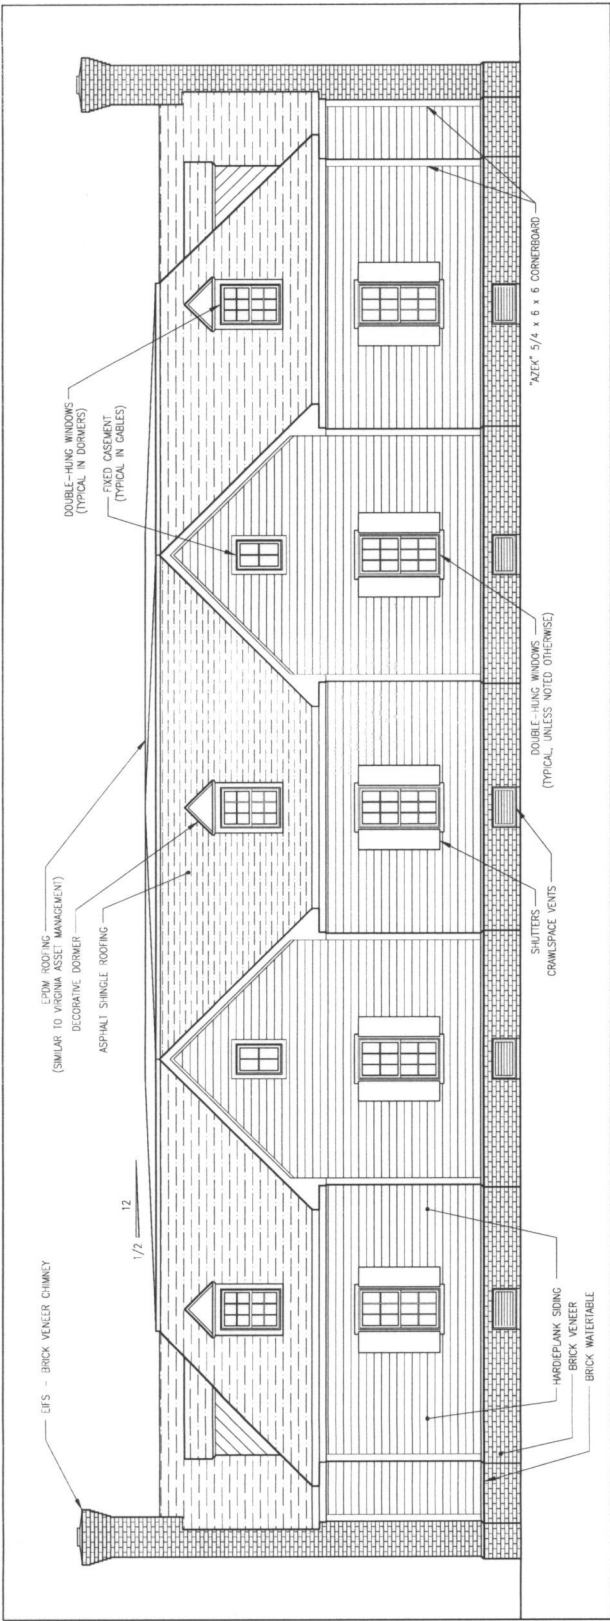 EIFS - BRICK VENEER CHIMNEY
1/2
12
EPDM ROOFING
(SIMILAR TO VIRGINIA ASSET MANAGEMENT)
DECORATIVE DORMER
ASPHALT SHINGLE ROOFING
DOUBLE-HUNG WINDOWS
(TYPICAL IN DORMERS)
FIXED CASEMENT
(TYPICAL IN GABLES)
HARDIEPLANK SIDING
BRICK VENEER
BRICK WATERTABLE
SHUTTERS
CRAWLSPACE VENTS
DOUBLE-HUNG WINDOWS
(TYPICAL, UNLESS NOTED OTHERWISE)
"AZEK" 5/4 x 6 x 6 CORNERBOARD